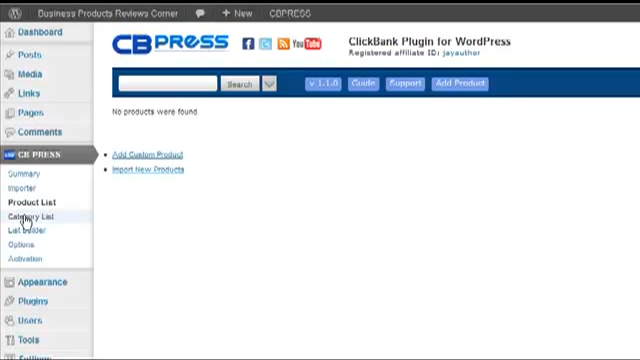 Business Products Reviews Corner + New CBPRESS
Dashboard
Posts
Media
Links
Pages
Comments
CB PRESS
Summary
Importer
Product List
Category List
List Builder
Options
Activation
Appearance
Plugins
Users
Tools
Settings
CBPRESS
You Tube
ClickBank Plugin for WordPress
Registered affiliate ID: jayauther
Search
v 1.1.0 Guide Support Add Product
No products were found
• Add Custom Product
• Import New Products